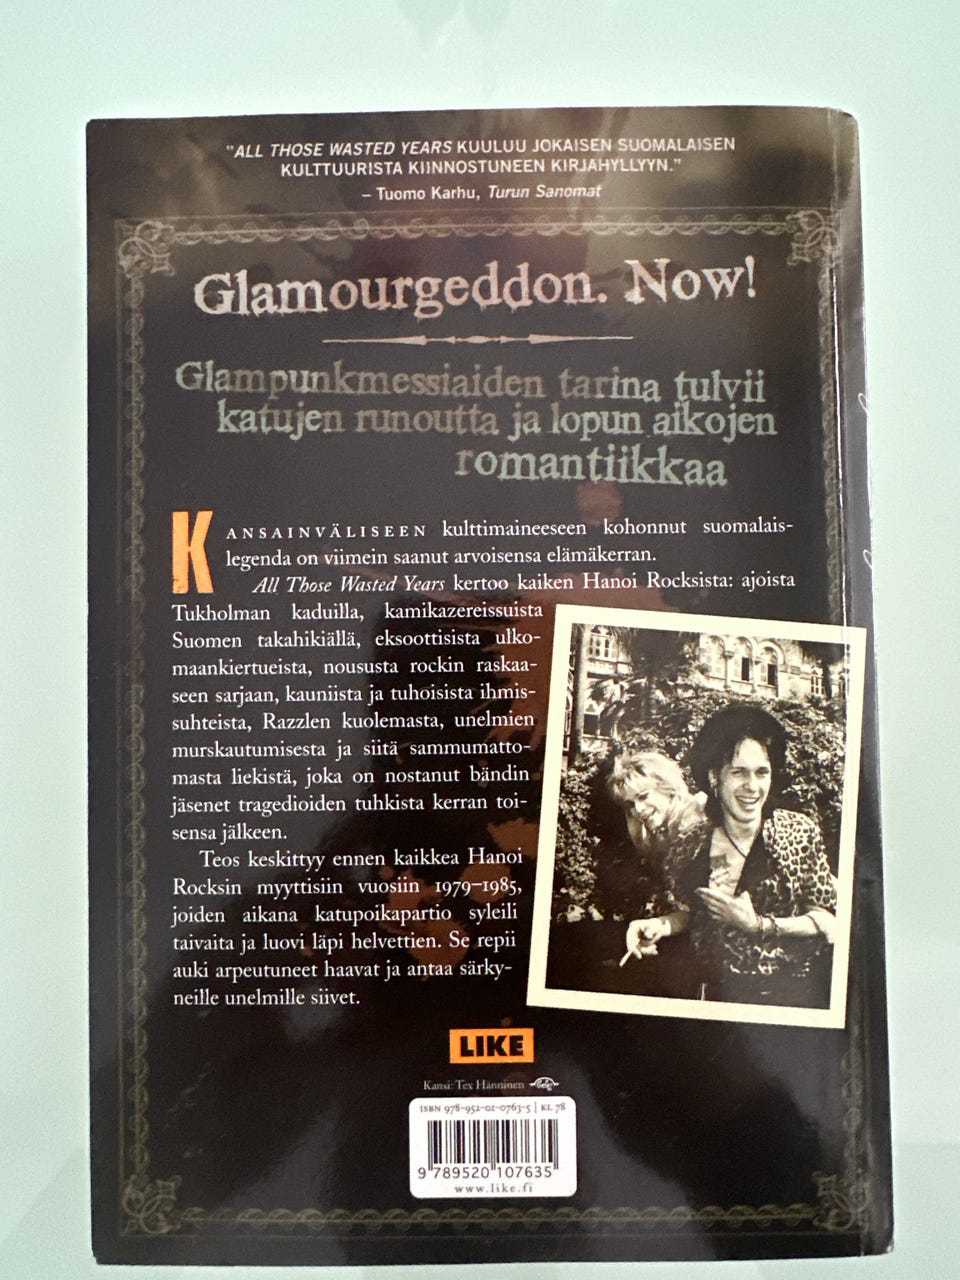 "ALL THOSE WASTED YEARS KUULUU JOKAISEN SUOMALAISEN
KULTTUURISTA KIINNOSTUNEEN KIRJAHYLLYYN."
– Tuomo Karhu, Turun Sanomat
Glamourgeddon. Now!
Glampunkmessiaiden tarina tulvii
katujen runoutta ja lopun aikojen
romantiikkaa
KANSAINVÄLISEEN kulttimaineeseen kohonnut suomalais-
legenda on viimein saanut arvoisensa elämäkerran.
All Those Wasted Years kertoo kaiken Hanoi Rocksista: ajoista
Tukholman kaduilla, kamikazereissuista
Suomen takahikiällä, eksoottisista ulko-
maankiertueista, noususta rockin raskaa-
seen sarjaan, kauniista ja tuhoisista ihmis-
suhteista, Razzlen kuolemasta, unelmien
murskautumisesta ja siitä sammumatto-
masta liekistä, joka on nostanut bändin
jäsenet tragedioiden tuhkista kerran toi-
sensa jälkeen.
Teos keskittyy ennen kaikkea Hanoi
Rocksin myyttisiin vuosiin 1979–1985,
joiden aikana katupoikapartio syleili
taivaita ja luovi läpi helvettien. Se repii
auki arpeutuneet haavat ja antaa särky-
neille unelmille siivet.
LIKE
Kansi: Tex Hänninen
ISBN 978-952-01-0763-5 | KL 78
9 789520 107635
www.like.fi